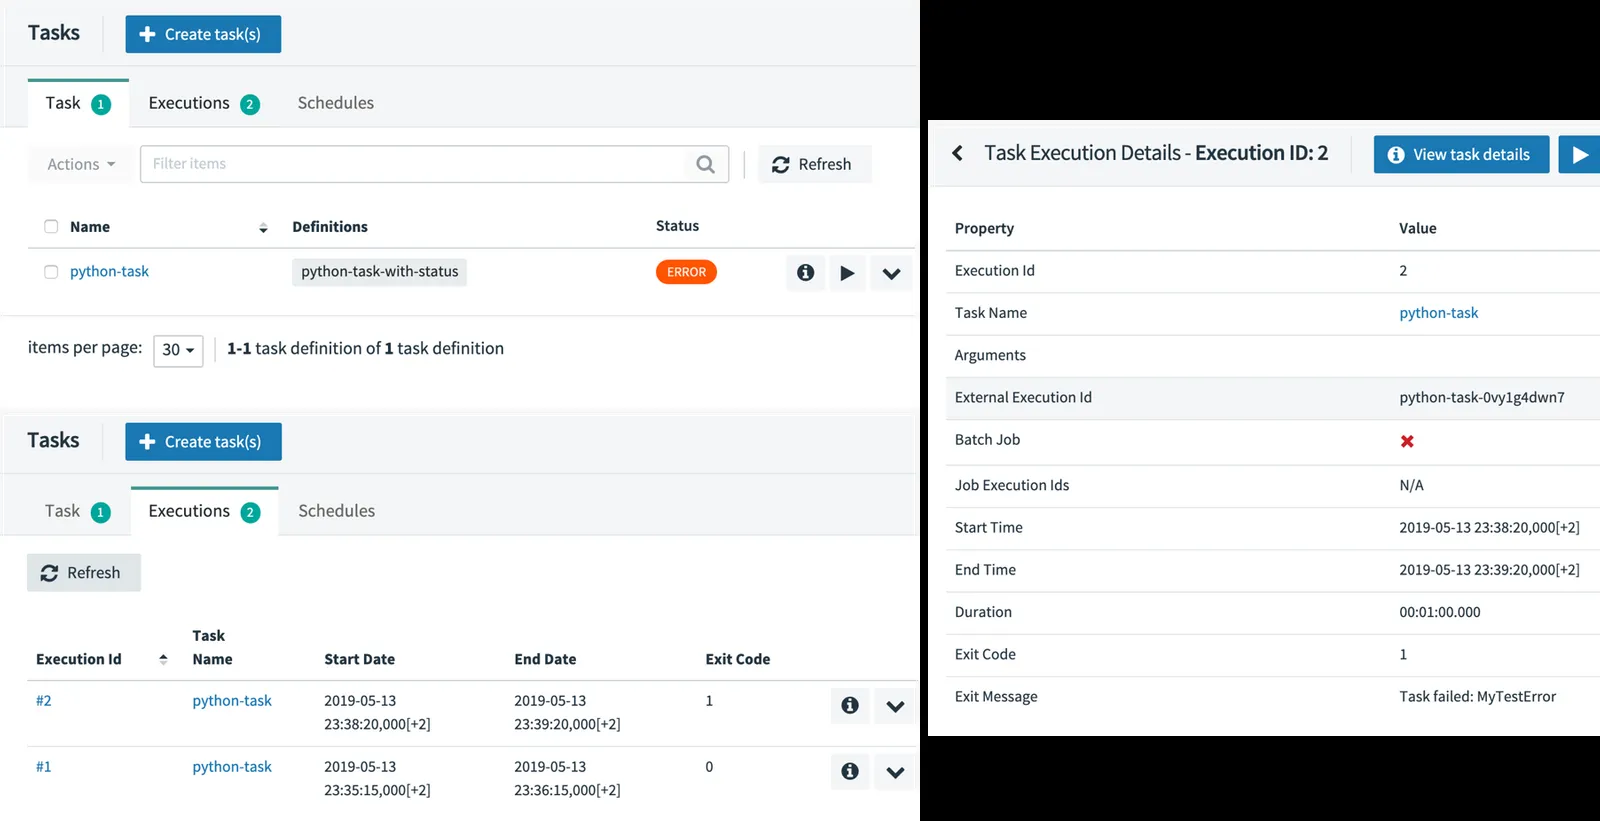 Tasks
Create task(s)
Task 1
Executions 2
Schedules
Actions
Filter items
Refresh
Name Definitions Status
python-task python-task-with-status ERROR
items per page: 30 1-1 task definition of 1 task definition
Tasks
Create task(s)
Task 1
Executions 2
Schedules
Refresh
Execution Id Task Name Start Date End Date Exit Code
#2 python-task 2019-05-13 23:38:20,000[+2] 2019-05-13 23:39:20,000[+2] 1
#1 python-task 2019-05-13 23:35:15,000[+2] 2019-05-13 23:36:15,000[+2] 0
Task Execution Details - Execution ID: 2
View task details
Property Value
Execution Id 2
Task Name python-task
Arguments
External Execution Id python-task-0vy1g4dwn7
Batch Job
Job Execution Ids N/A
Start Time 2019-05-13 23:38:20,000[+2]
End Time 2019-05-13 23:39:20,000[+2]
Duration 00:01:00.000
Exit Code 1
Exit Message Task failed: MyTestError